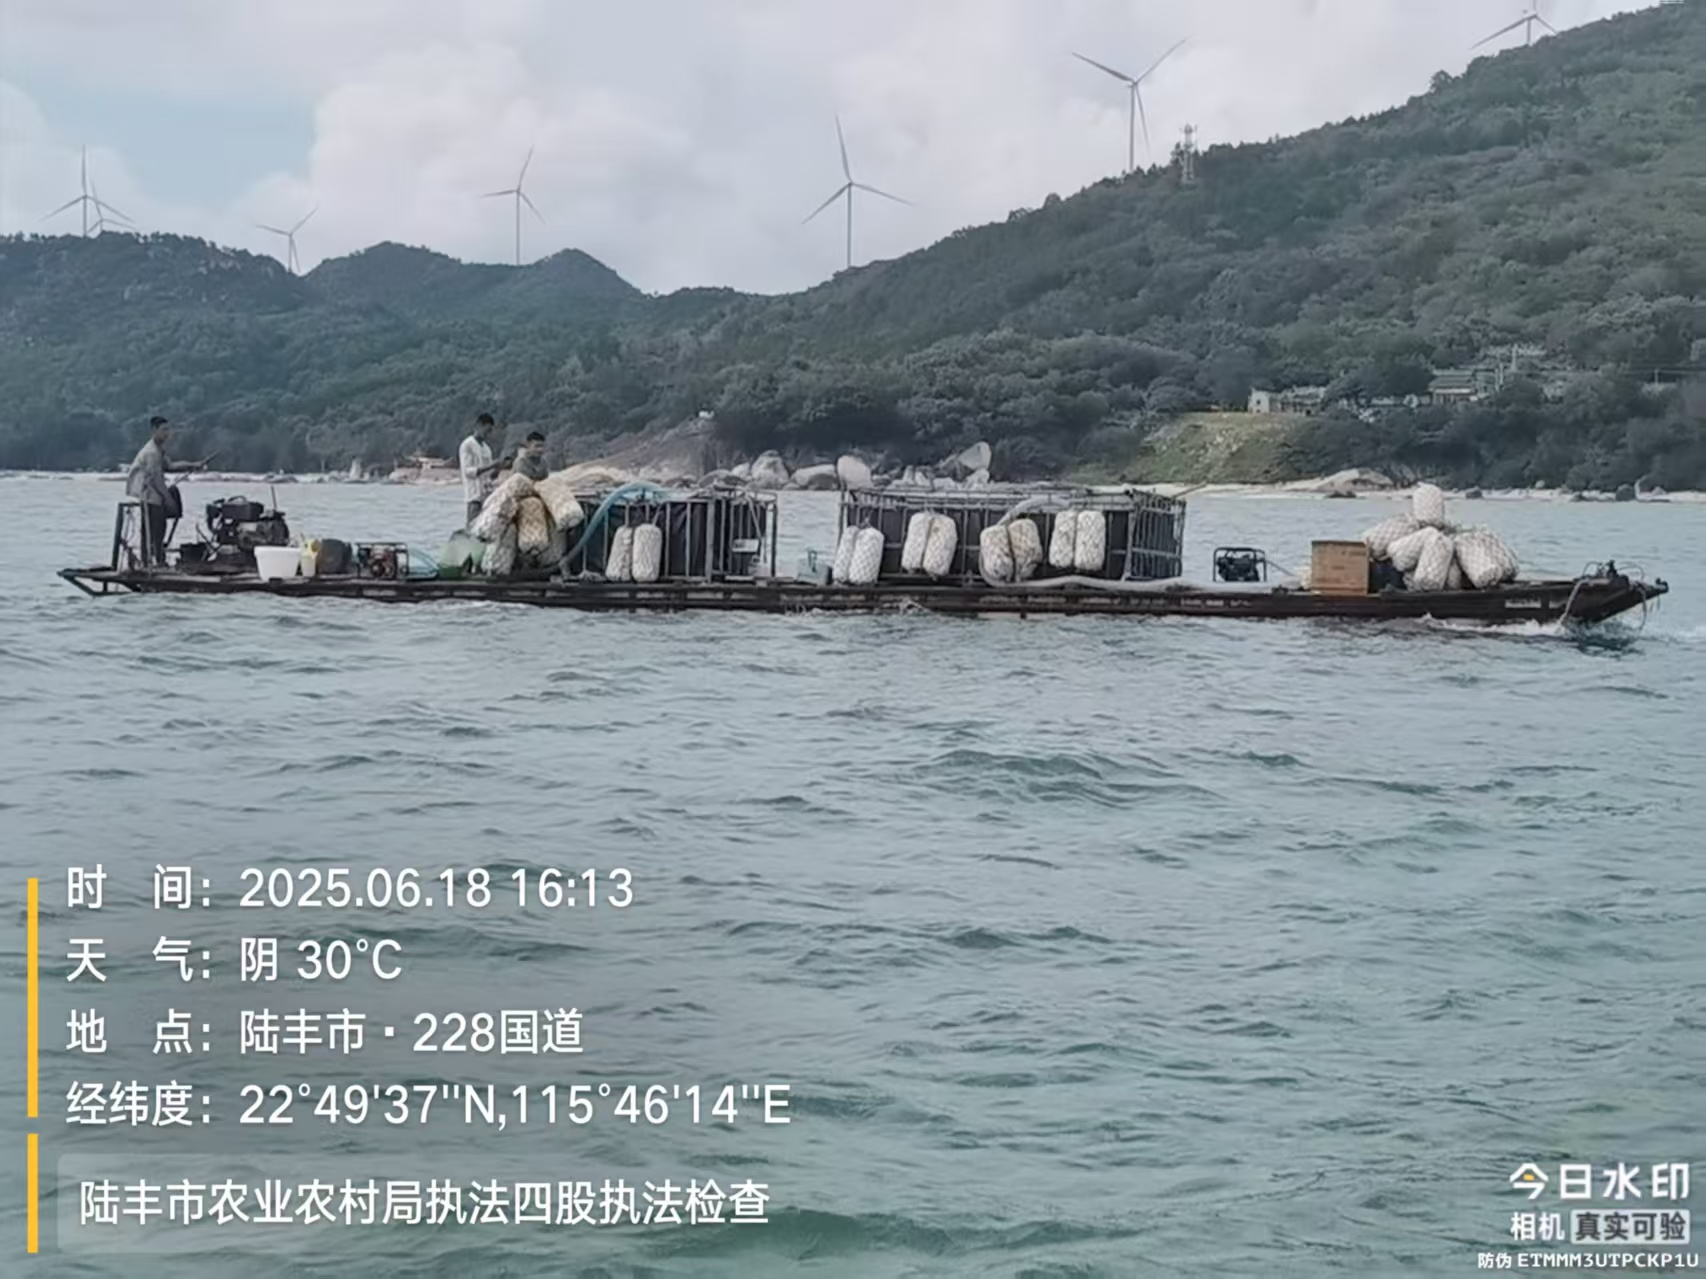 时 间：2025.06.18 16:13
天 气：阴 30°C
地 点：陆丰市·228国道
经纬度：22°49'37"N,115°46'14"E
陆丰市农业农村局执法四股执法检查
今日水印
相机 真实可验
防伪 ETMMM3UTPCKP1U